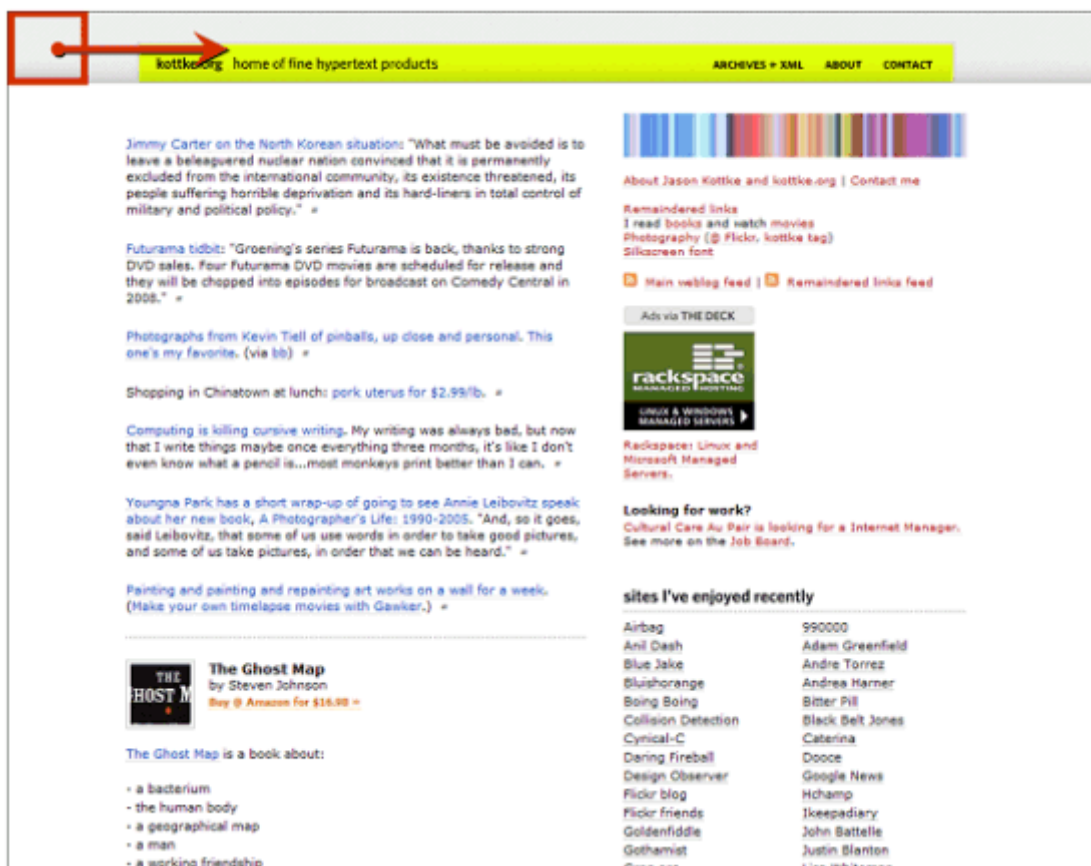 kottke.org home of fine hypertext products
ARCHIVES + XML ABOUT CONTACT
Jimmy Carter on the North Korean situation: "What must be avoided is to
leave a beleaguered nuclear nation convinced that it is permanently
excluded from the international community, its existence threatened, its
people suffering horrible deprivation and its hard-liners in total control of
military and political policy."
Futurama tidbit: "Groening's series Futurama is back, thanks to strong
DVD sales. Four Futurama DVD movies are scheduled for release and
they will be chopped into episodes for broadcast on Comedy Central in
2008."
Photographs from Kevin Tiell of pinballs, up close and personal. This
one's my favorite. (via bb)
Shopping in Chinatown at lunch: pork uterus for $2.99/lb.
Computing is killing cursive writing. My writing was always bad, but now
that I write things maybe once everything three months, it's like I don't
even know what a pencil is...most monkeys print better than I can.
Youngna Park has a short wrap-up of going to see Annie Leibovitz speak
about her new book, A Photographer's Life: 1990-2005. "And, so it goes,
said Leibovitz, that some of us use words in order to take good pictures,
and some of us take pictures, in order that we can be heard."
Painting and painting and repainting art works on a wall for a week.
(Make your own timelapse movies with Gawker.)
THE
HOST M
The Ghost Map
by Steven Johnson
Buy @ Amazon for $16.98 »
The Ghost Map is a book about:
- a bacterium
- the human body
- a geographical map
- a man
- a working friendship
About Jason Kottke and kottke.org | Contact me
Remaindered links
I read books and watch movies
Photography (@ Flickr, kottke tag)
Silkscreen font
Main weblog feed | Remaindered links feed
Ads via THE DECK
rackspace
MANAGED HOSTING
LINUX & WINDOWS
MANAGED SERVERS
Rackspace: Linux and
Microsoft Managed
Servers.
Looking for work?
Cultural Care Au Pair is looking for a Internet Manager.
See more on the Job Board.
sites I've enjoyed recently
Airbag 990000
Anil Dash Adam Greenfield
Blue Jake Andre Torrez
Bluishorange Andrea Harner
Boing Boing Bitter Pill
Collision Detection Black Belt Jones
Cynical-C Caterina
Daring Fireball Dooce
Design Observer Google News
Flickr blog Hchamp
Flickr friends Ikeepadiary
Goldenfiddle John Battelle
Gothamist Justin Blanton